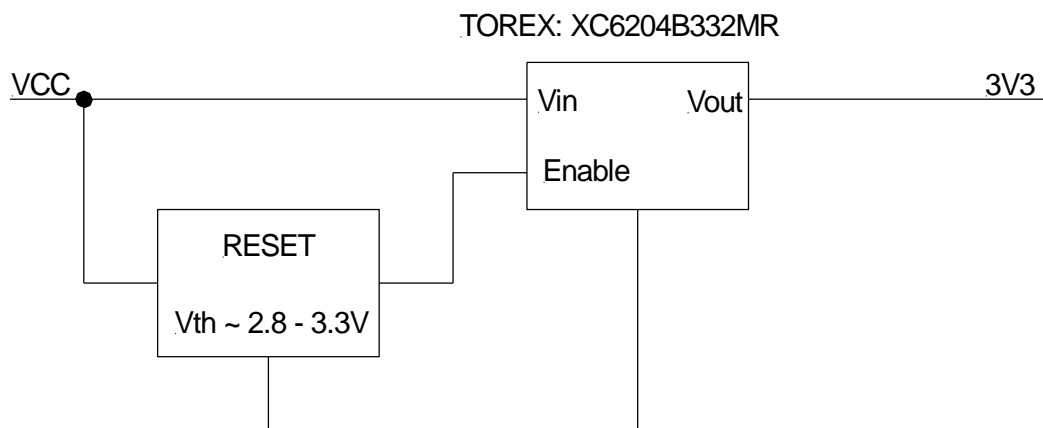 TOREX: XC6204B332MR
VCC
Vin
Vout
3V3
Enable
RESET
Vth ~ 2.8 - 3.3V